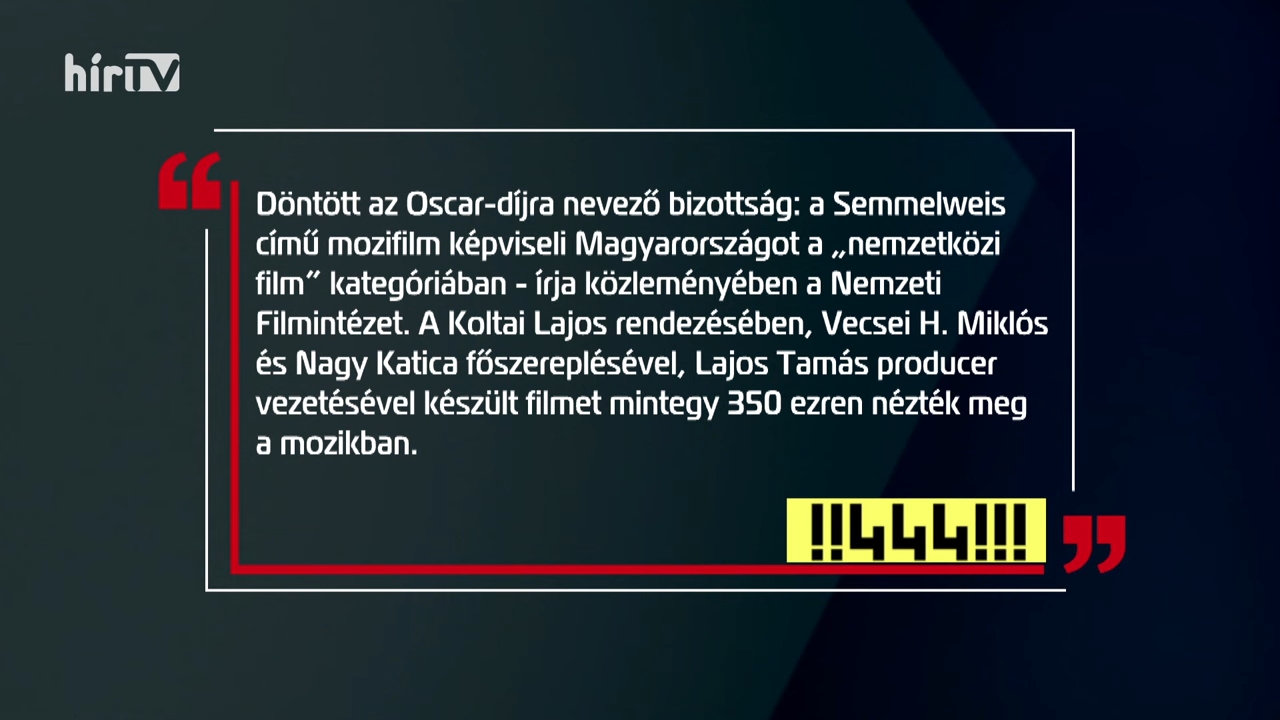 hírTV
Döntött az Oscar-díjra nevező bizottság: a Semmelweis
című mozifilm képviseli Magyarországot a „nemzetközi
film” kategóriában - írja közleményében a Nemzeti
Filmintézet. A Koltai Lajos rendezésében, Vecsei H. Miklós
és Nagy Katica főszereplésével, Lajos Tamás producer
vezetésével készült filmet mintegy 350 ezren nézték meg
a mozikban.
!!444!!!